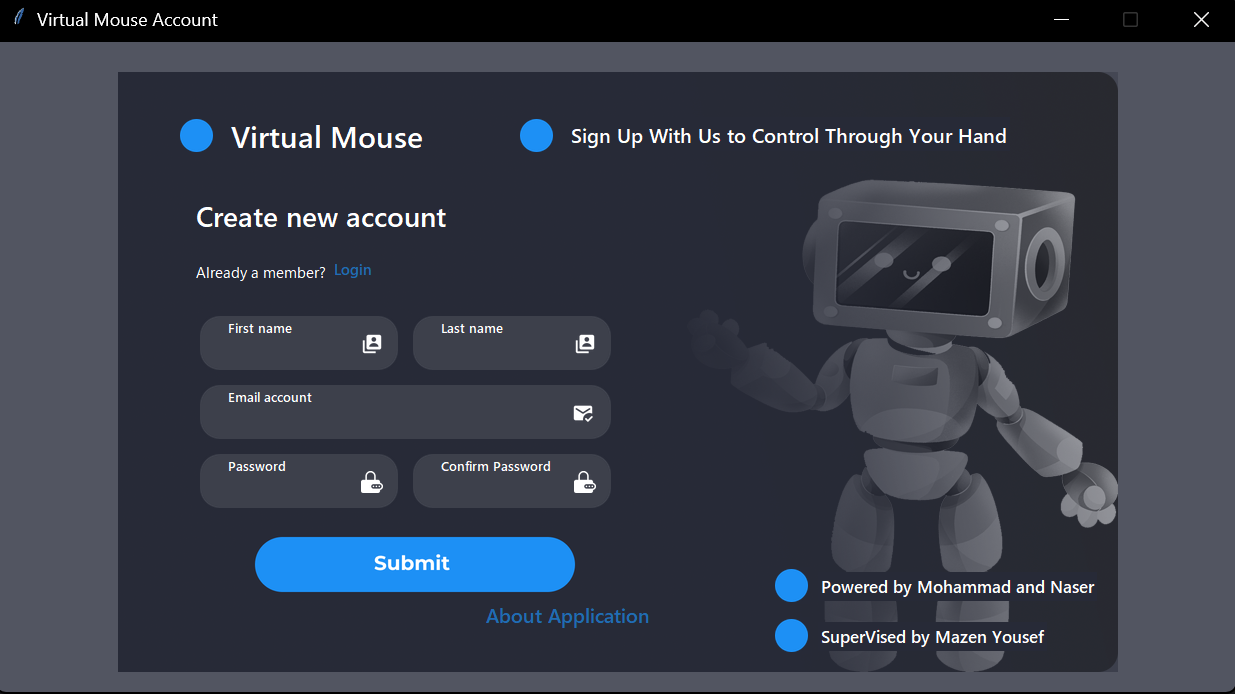 Virtual Mouse Account
Virtual Mouse
Sign Up With Us to Control Through Your Hand
Create new account
Already a member? Login
First name
Last name
Email account
Password
Confirm Password
Submit
About Application
Powered by Mohammad and Naser
SuperVised by Mazen Yousef